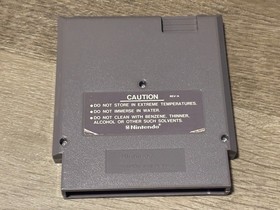 CAUTION REV-A
●DO NOT STORE IN EXTREME TEMPERATURES.
●DO NOT IMMERSE IN WATER.
●DO NOT CLEAN WITH BENZENE, THINNER,
ALCOHOL OR OTHER SUCH SOLVENTS.
Nintendo